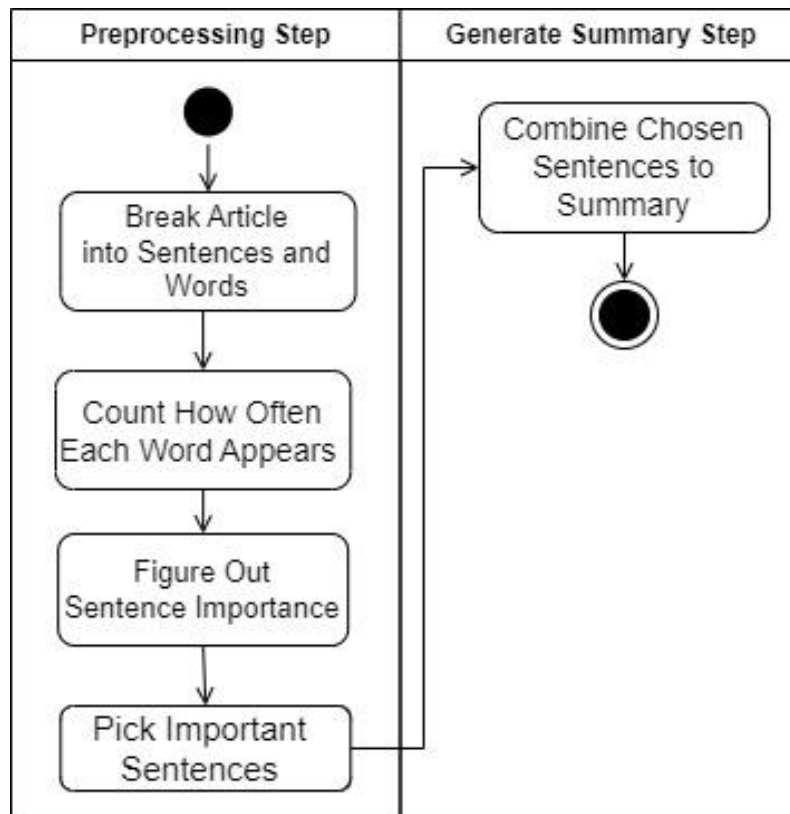 Preprocessing Step
Generate Summary Step
Break Article
into Sentences and
Words
Count How Often
Each Word Appears
Figure Out
Sentence Importance
Pick Important
Sentences
Combine Chosen
Sentences to
Summary